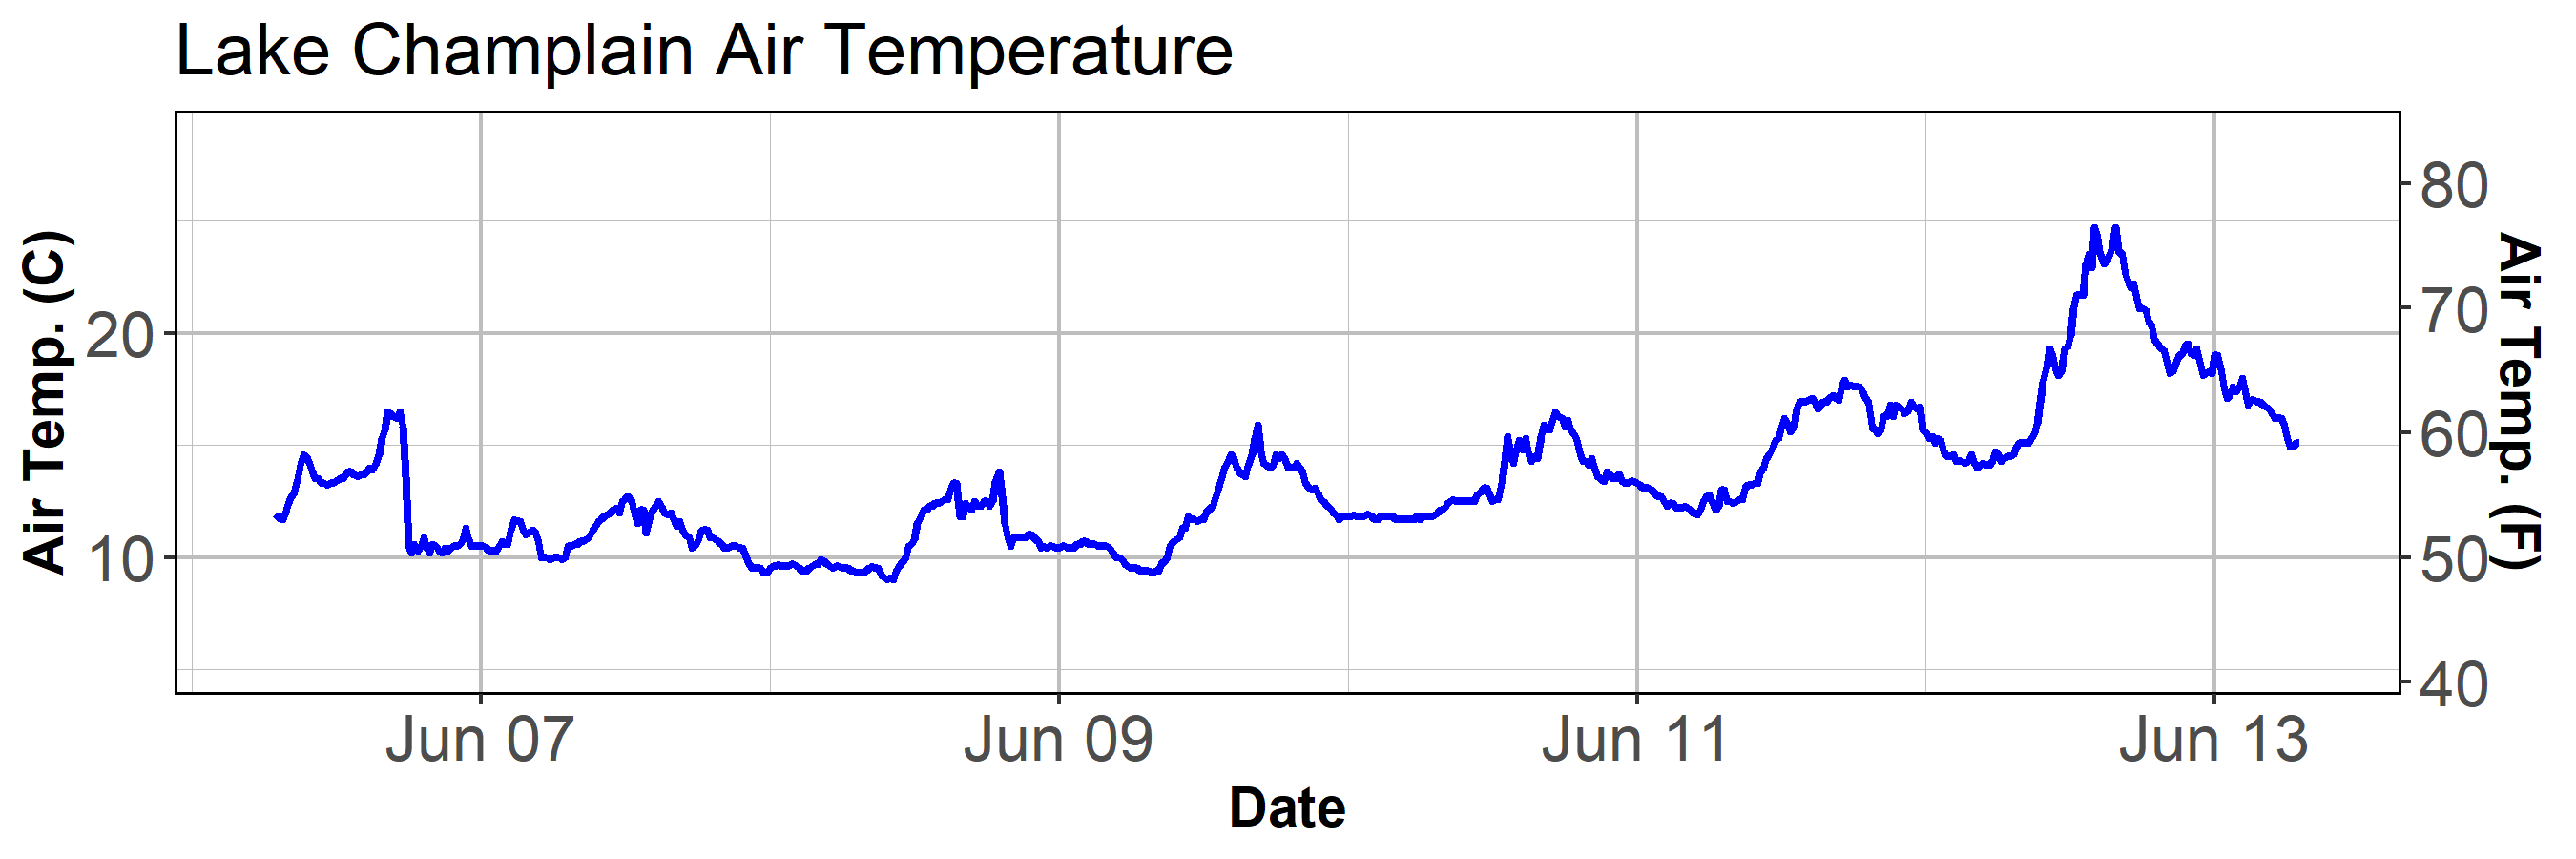 Lake Champlain Air Temperature
Air Temp. (C)
20
10
80
70
60
50
40
Air Temp. (F)
Jun 07 Jun 09 Jun 11 Jun 13
Date